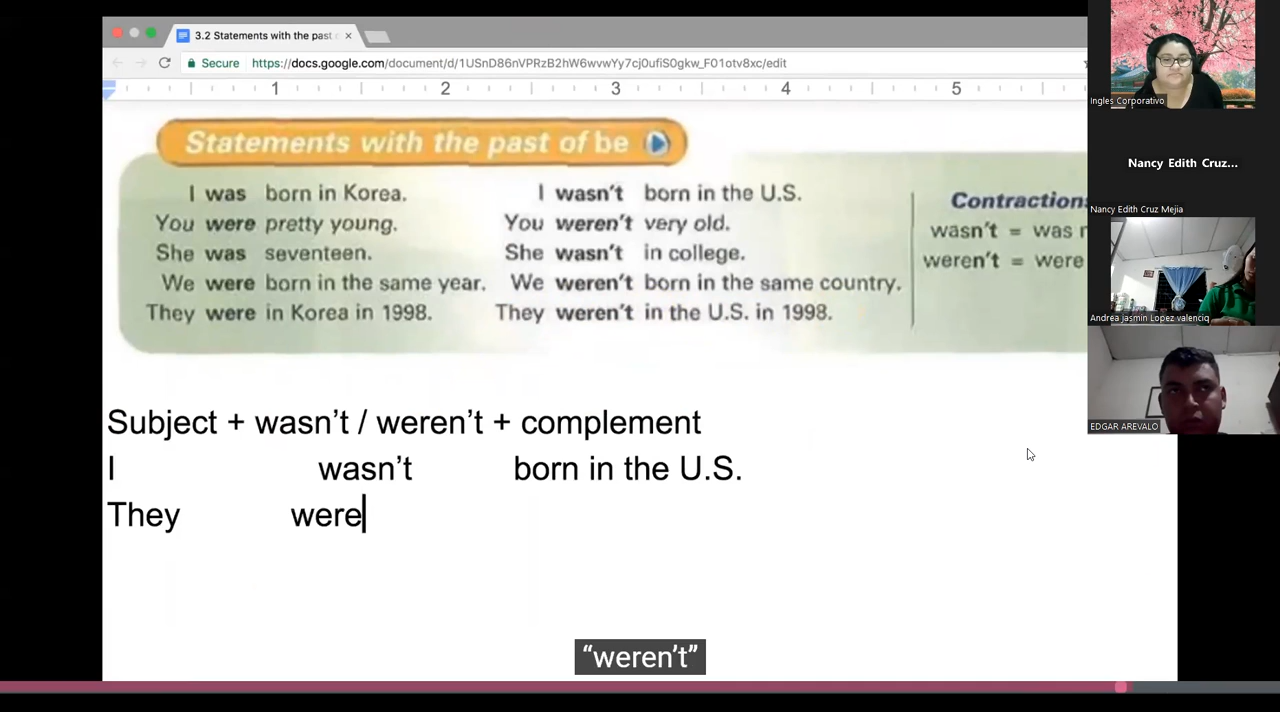 3.2 Statements with the past
Secure https://docs.google.com/document/d/1USnD86nVPRzB2hW6wvwYy7cj0ufiS0gkw_F01otv8xc/edit
1 2 3 4 5
Statements with the past of be
I was born in Korea. I wasn't born in the U.S.
You were pretty young. You weren't very old.
She was seventeen. She wasn't in college.
We were born in the same year. We weren't born in the same country.
They were in Korea in 1998. They weren't in the U.S. in 1998.
Contractions
wasn't = was
weren't = were
Subject + wasn't / weren't + complement
I wasn't born in the U.S.
They were
"weren't"
Ingles Corporativo
Nancy Edith Cruz...
Nancy Edith Cruz Mejia
Andrea jasmin Lopez valenciq
EDGAR AREVALO